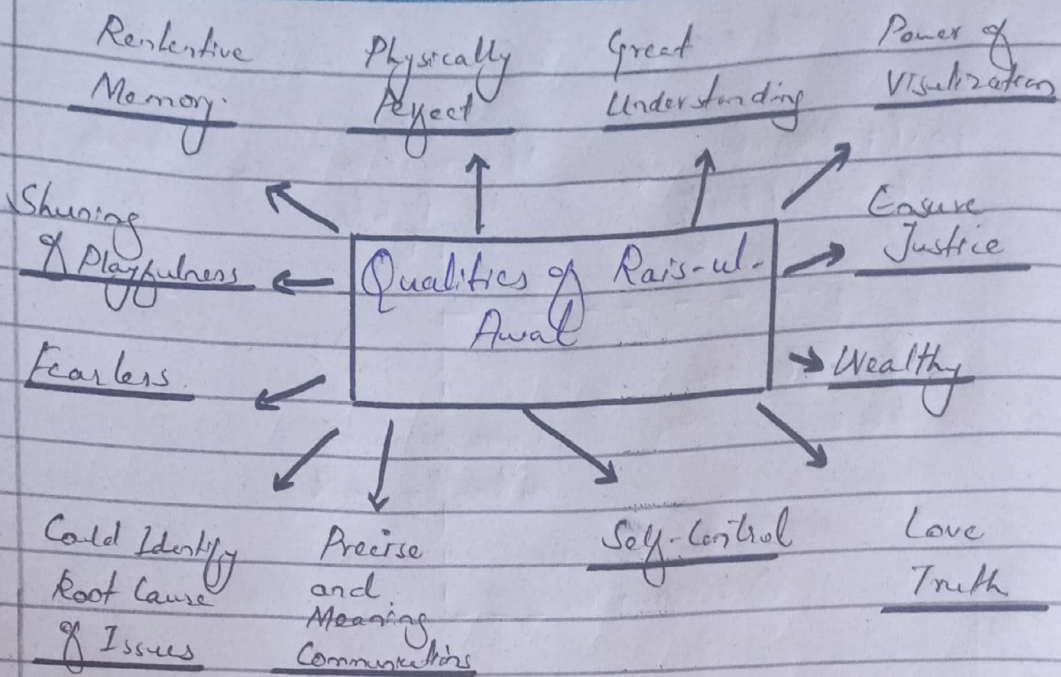 Rentenive
Memory.
Physically
Perfect
Great
Understanding
Power of
Visulization
Shuning
of Playfulness
Qualities of Rais-ul-
Awal
Ensure
Justice
Fearless
Wealthy
Could Identify
Root Cause
of Issues
Precise
and
Meaning
Communications
Self-Control
Love
Truth